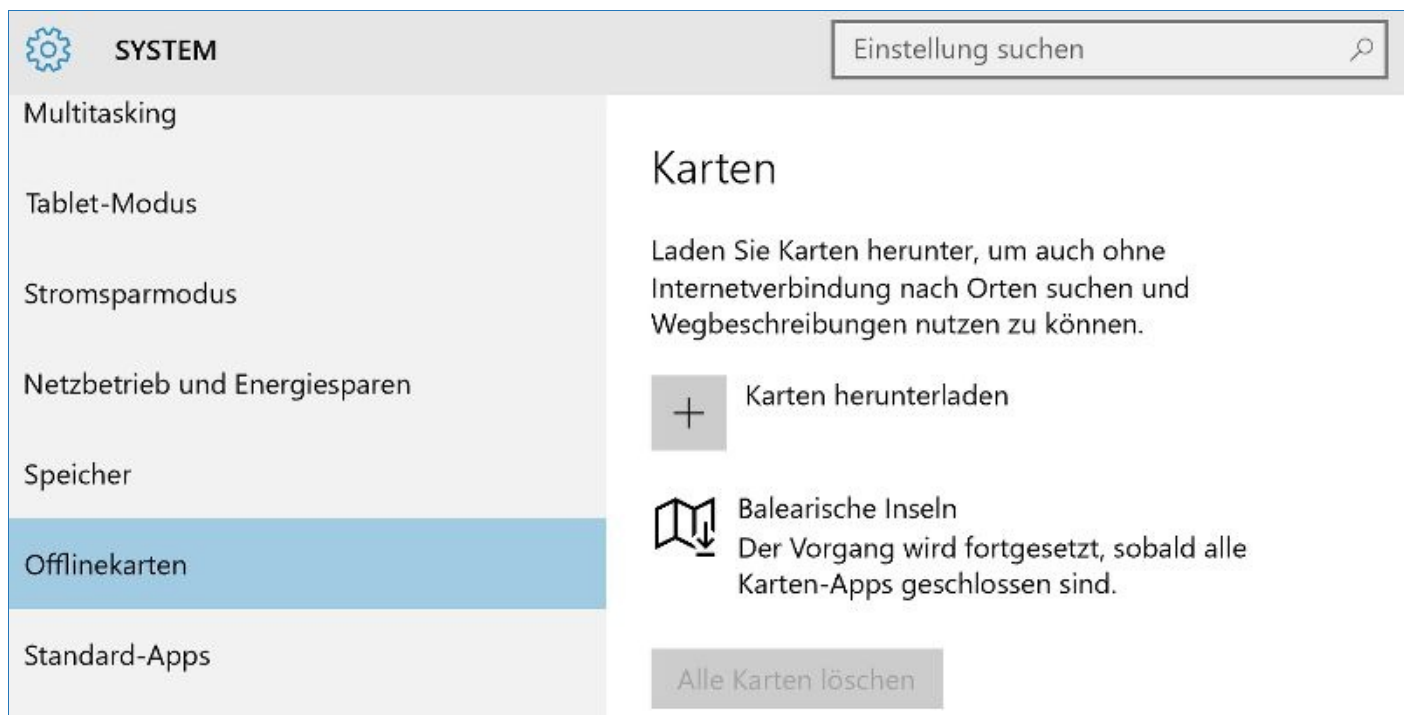 SYSTEM
Einstellung suchen
Multitasking
Tablet-Modus
Stromsparmodus
Netzbetrieb und Energiesparen
Speicher
Offlinekarten
Standard-Apps
Karten
Laden Sie Karten herunter, um auch ohne
Internetverbindung nach Orten suchen und
Wegbeschreibungen nutzen zu können.
Karten herunterladen
Balearische Inseln
Der Vorgang wird fortgesetzt, sobald alle
Karten-Apps geschlossen sind.
Alle Karten löschen